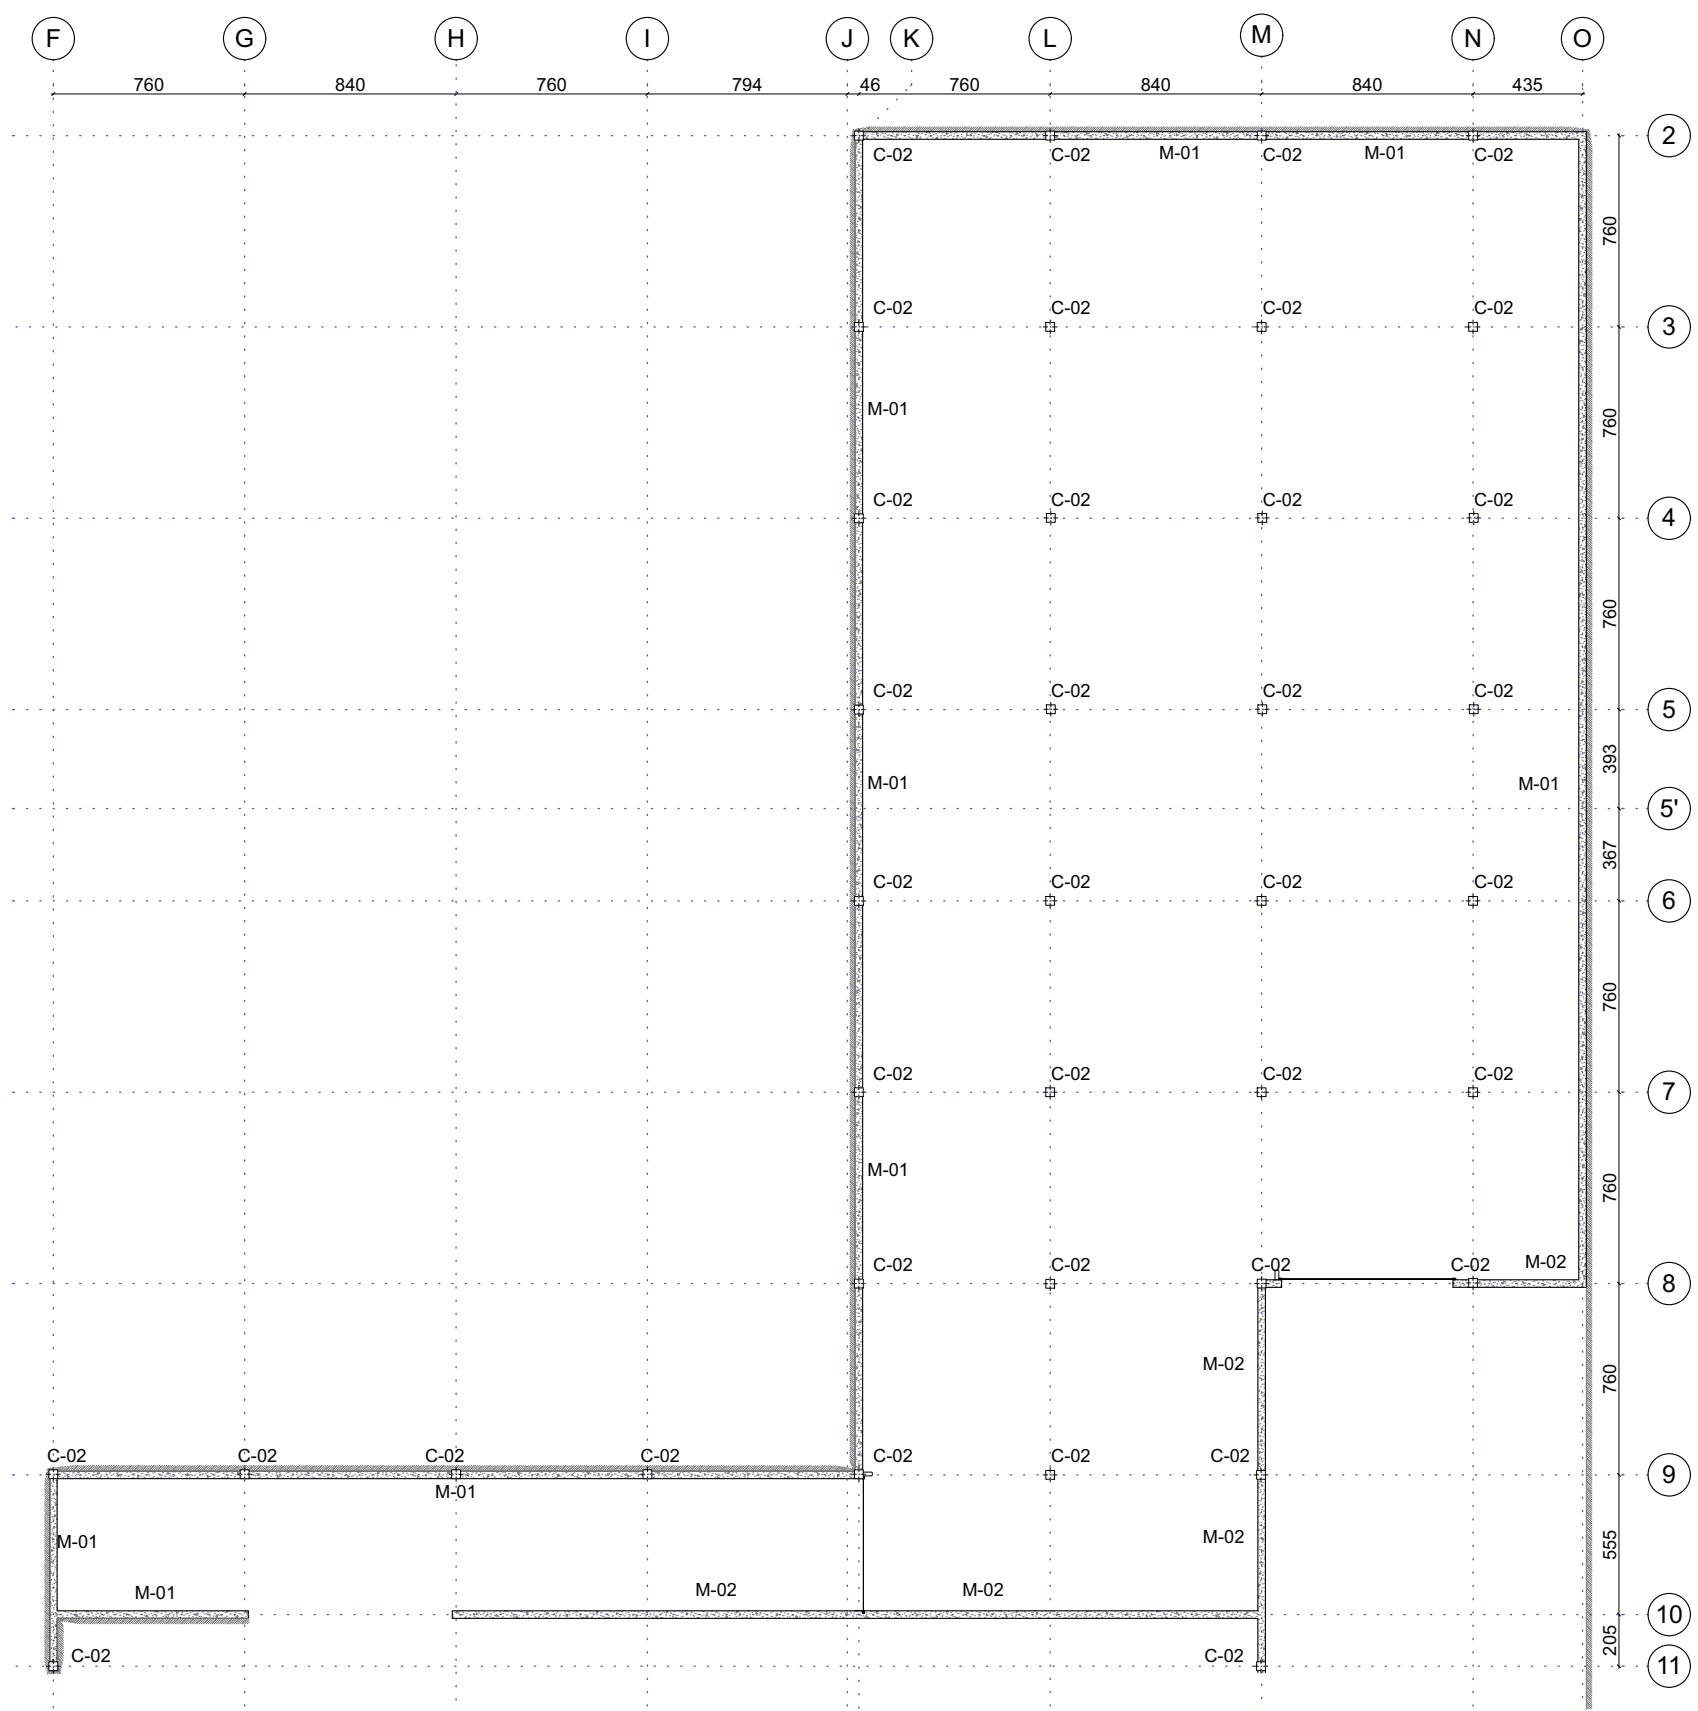 F G H I J K L M N O
760 840 760 794 46 760 840 840 435
2
C-02 C-02 M-01 C-02 M-01 C-02
760
C-02 C-02 C-02 C-02
3
M-01
760
C-02 C-02 C-02 C-02
4
760
C-02 C-02 C-02 C-02
5
393
M-01 M-01
5'
367
C-02 C-02 C-02 C-02
6
760
C-02 C-02 C-02 C-02
7
M-01
760
C-02 C-02 C-02 C-02 M-02
8
M-02
760
C-02 C-02 C-02 C-02 C-02 C-02 C-02
9
M-01
M-01 M-02
555
M-01 M-02 M-02
10
205
C-02 C-02
11